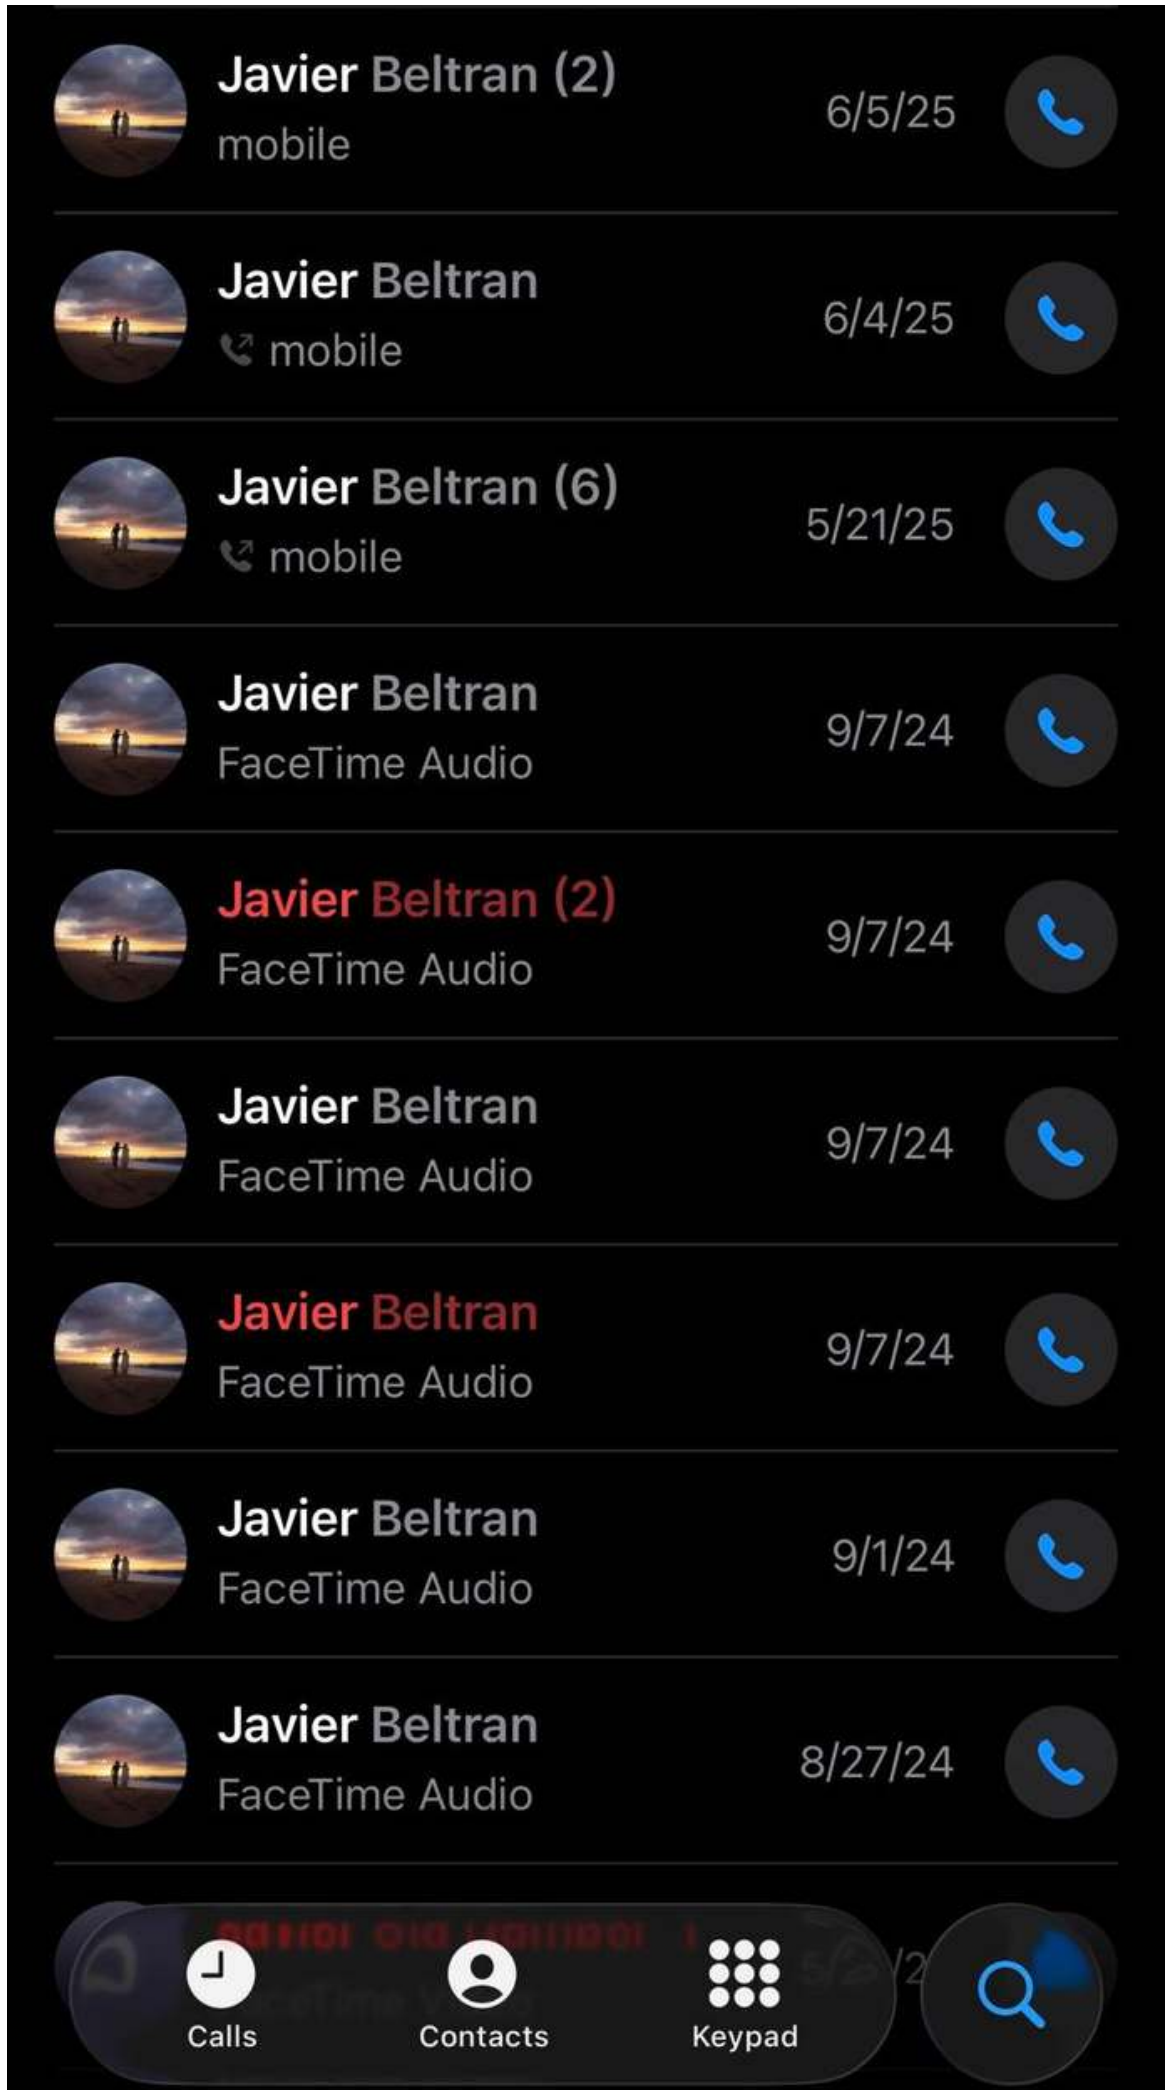 Javier Beltran (2)
mobile
6/5/25
Javier Beltran
mobile
6/4/25
Javier Beltran (6)
mobile
5/21/25
Javier Beltran
FaceTime Audio
9/7/24
Javier Beltran (2)
FaceTime Audio
9/7/24
Javier Beltran
FaceTime Audio
9/7/24
Javier Beltran
FaceTime Audio
9/7/24
Javier Beltran
FaceTime Audio
9/1/24
Javier Beltran
FaceTime Audio
8/27/24
Calls
Contacts
Keypad